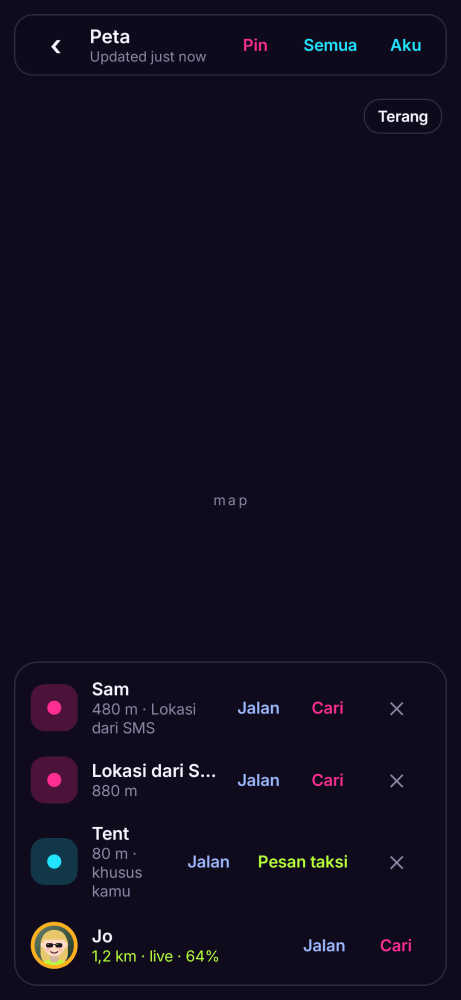 Peta
Updated just now
Pin
Semua
Aku
Terang
map
Sam
480 m · Lokasi
dari SMS
Jalan
Cari
Lokasi dari S...
880 m
Jalan
Cari
Tent
80 m ·
khusus
kamu
Jalan
Pesan taksi
Jo
1,2 km · live · 64%
Jalan
Cari